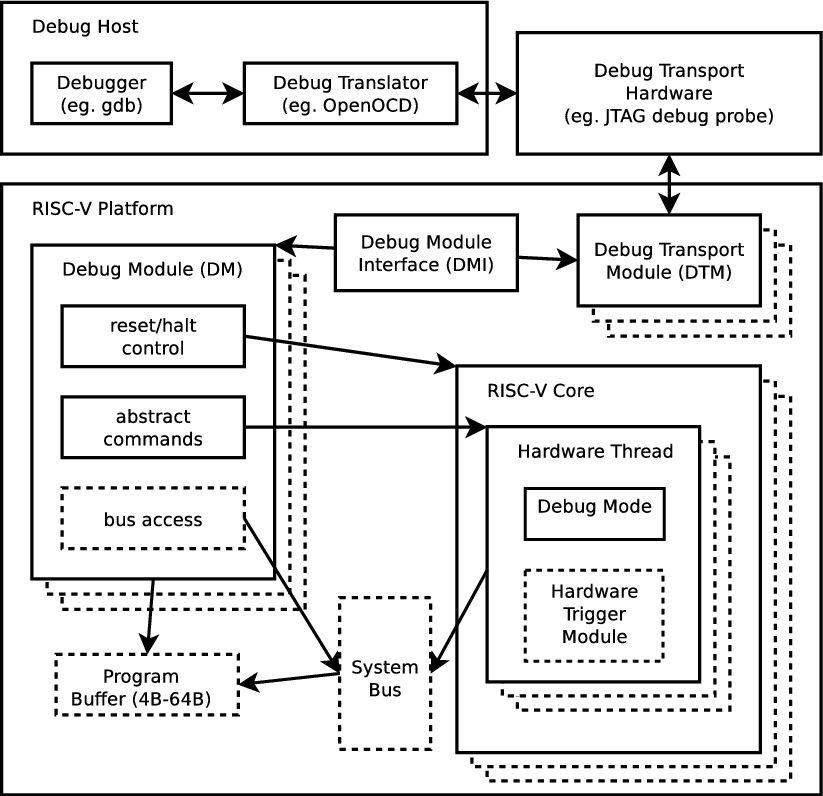 Debug Host
Debugger
(eg. gdb)
Debug Translator
(eg. OpenOCD)
Debug Transport
Hardware
(eg. JTAG debug probe)
RISC-V Platform
Debug Module (DM)
reset/halt
control
abstract
commands
bus access
Debug Module
Interface (DMI)
Debug Transport
Module (DTM)
RISC-V Core
Hardware Thread
Debug Mode
Hardware
Trigger
Module
System
Bus
Program
Buffer (4B-64B)